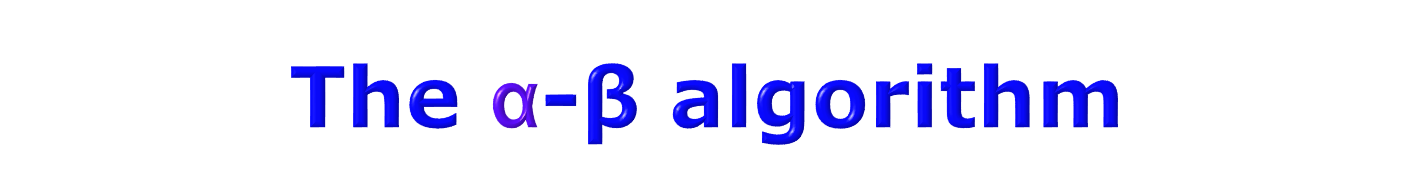 The α-β algorithm